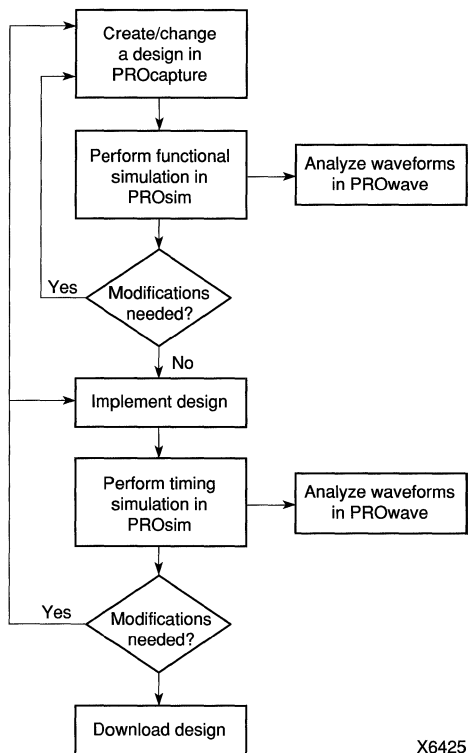 Create/change
a design in
PROcapture
Perform functional
simulation in
PROsim
Analyze waveforms
in PROwave
Yes
Modifications
needed?
No
Implement design
Perform timing
simulation in
PROsim
Analyze waveforms
in PROwave
Yes
Modifications
needed?
Download design
X6425